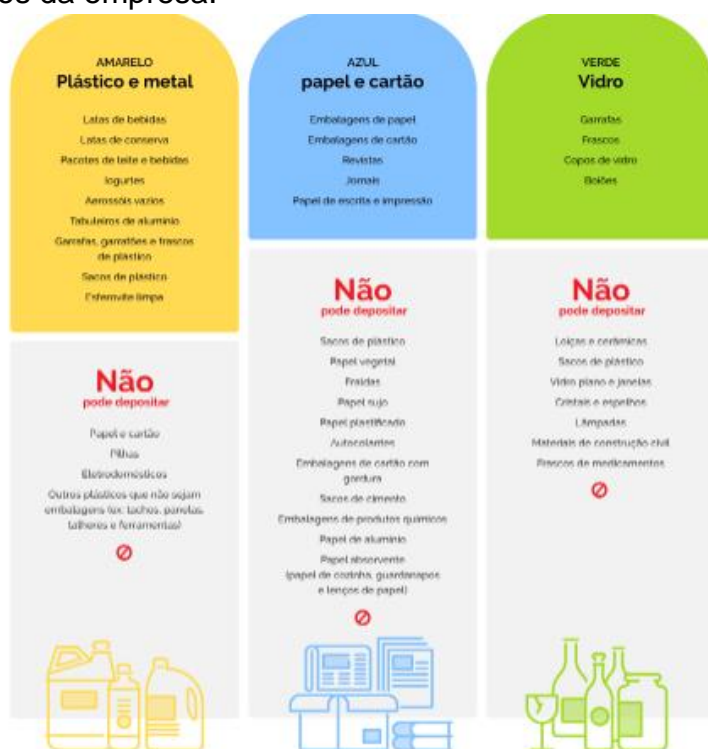 os da empresa.
AMARELO
Plástico e metal
Latas de bebidas
Latas de conserva
Pacotes de leite e bebidas
Iogurtes
Aerossóis vazios
Tabuleiros de alumínio
Garrafas, garrafões e frascos
de plástico
Sacos de plástico
Esferovite limpa
Não
pode depositar
Papel e cartão
Pilhas
Eletrodomésticos
Outros plásticos que não sejam
embalagens (ex: tachos, panelas,
talheres e ferramentas)
AZUL
papel e cartão
Embalagens de papel
Embalagens de cartão
Revistas
Jornais
Papel de escrita e impressão
Não
pode depositar
Sacos de plástico
Papel vegetal
Fraldas
Papel sujo
Papel plastificado
Autocolantes
Embalagens de cartão com
gordura
Sacos de cimento
Embalagens de produtos químicos
Papel de alumínio
Papel absorvente
(papel de cozinha, guardanapos
e lenços de papel)
VERDE
Vidro
Garrafas
Frascos
Copos de vidro
Boiões
Não
pode depositar
Loiças e cerâmicas
Sacos de plástico
Vidro plano e janelas
Cristais e espelhos
Lâmpadas
Materiais de construção civil
Frascos de medicamentos